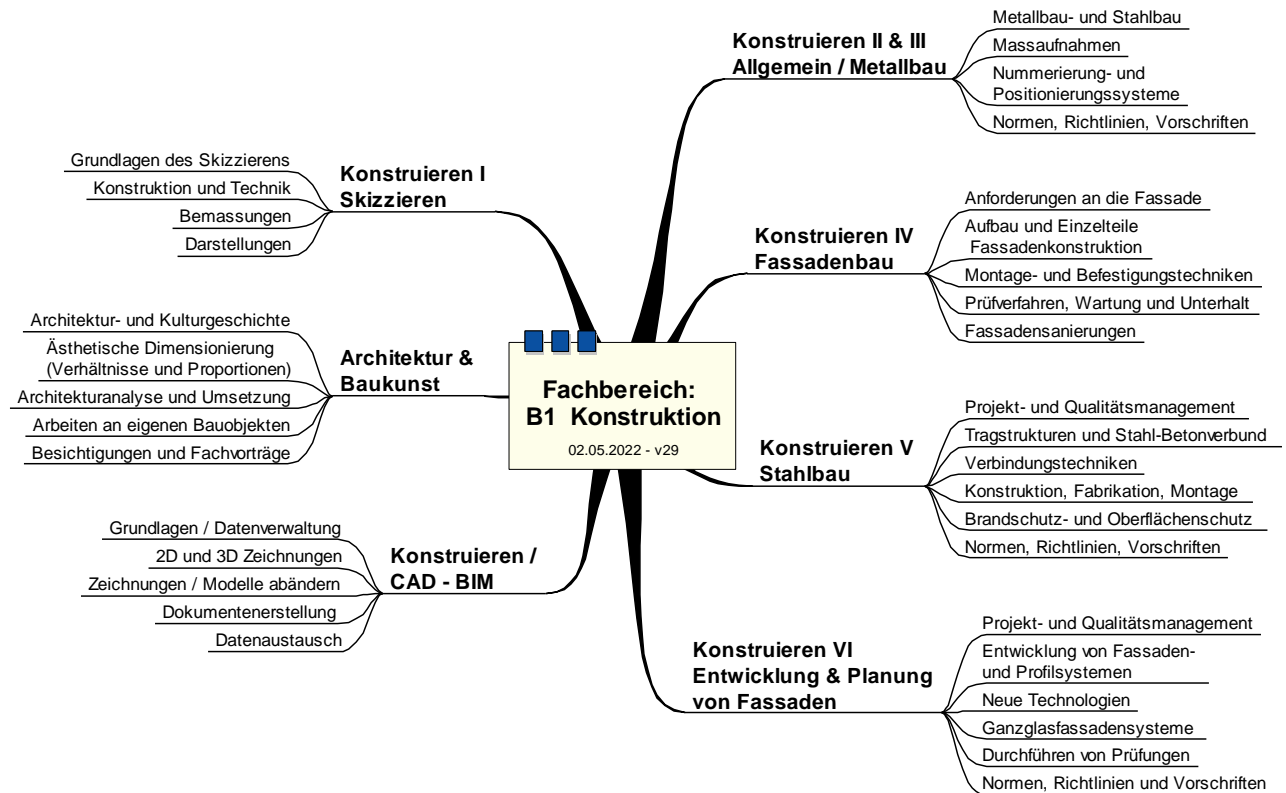 Fachbereich:
B1  Konstruktion
02.05.2022 - v29
Konstruieren I
Skizzieren
Grundlagen des Skizzierens
Konstruktion und Technik
Bemassungen
Darstellungen
Architektur &
Baukunst
Architektur- und Kulturgeschichte
Ästhetische Dimensionierung
(Verhältnisse und Proportionen)
Architekturanalyse und Umsetzung
Arbeiten an eigenen Bauobjekten
Besichtigungen und Fachvorträge
Konstruieren /
CAD - BIM
Grundlagen / Datenverwaltung
2D und 3D Zeichnungen
Zeichnungen / Modelle abändern
Dokumentenerstellung
Datenaustausch
Konstruieren II & III
Allgemein / Metallbau
Metallbau- und Stahlbau
Massaufnahmen
Nummerierung- und
Positionierungssysteme
Normen, Richtlinien, Vorschriften
Konstruieren IV
Fassadenbau
Anforderungen an die Fassade
Aufbau und Einzelteile
Fassadenkonstruktion
Montage- und Befestigungstechniken
Prüfverfahren, Wartung und Unterhalt
Fassadensanierungen
Konstruieren V
Stahlbau
Projekt- und Qualitätsmanagement
Tragstrukturen und Stahl-Betonverbund
Verbindungstechniken
Konstruktion, Fabrikation, Montage
Brandschutz- und Oberflächenschutz
Normen, Richtlinien, Vorschriften
Konstruieren VI
Entwicklung & Planung
von Fassaden
Projekt- und Qualitätsmanagement
Entwicklung von Fassaden-
und Profilsystemen
Neue Technologien
Ganzglasfassadensysteme
Durchführen von Prüfungen
Normen, Richtlinien und Vorschriften